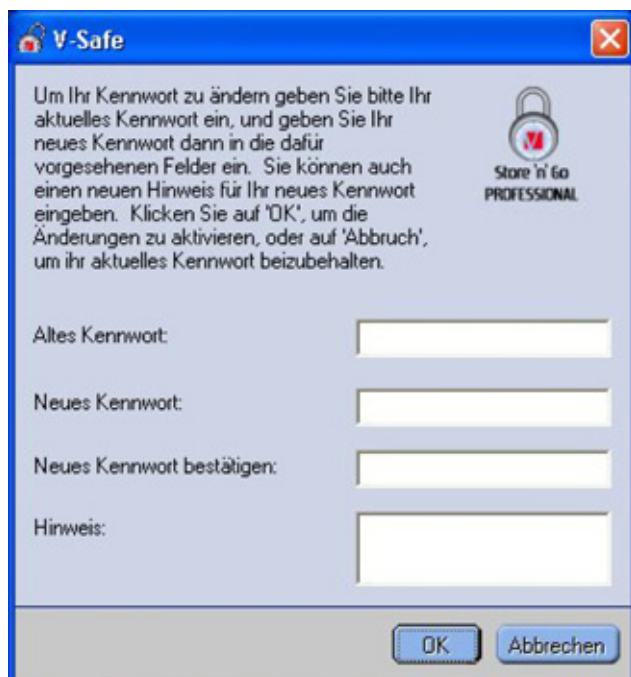 V-Safe
Um Ihr Kennwort zu ändern geben Sie bitte Ihr
aktuelles Kennwort ein, und geben Sie Ihr
neues Kennwort dann in die dafür
vorgesehenen Felder ein.  Sie können auch
einen neuen Hinweis für Ihr neues Kennwort
eingeben.  Klicken Sie auf 'OK', um die
Änderungen zu aktivieren, oder auf 'Abbruch',
um ihr aktuelles Kennwort beizubehalten.
Store 'n' Go
PROFESSIONAL
Altes Kennwort:
Neues Kennwort:
Neues Kennwort bestätigen:
Hinweis:
OK
Abbrechen